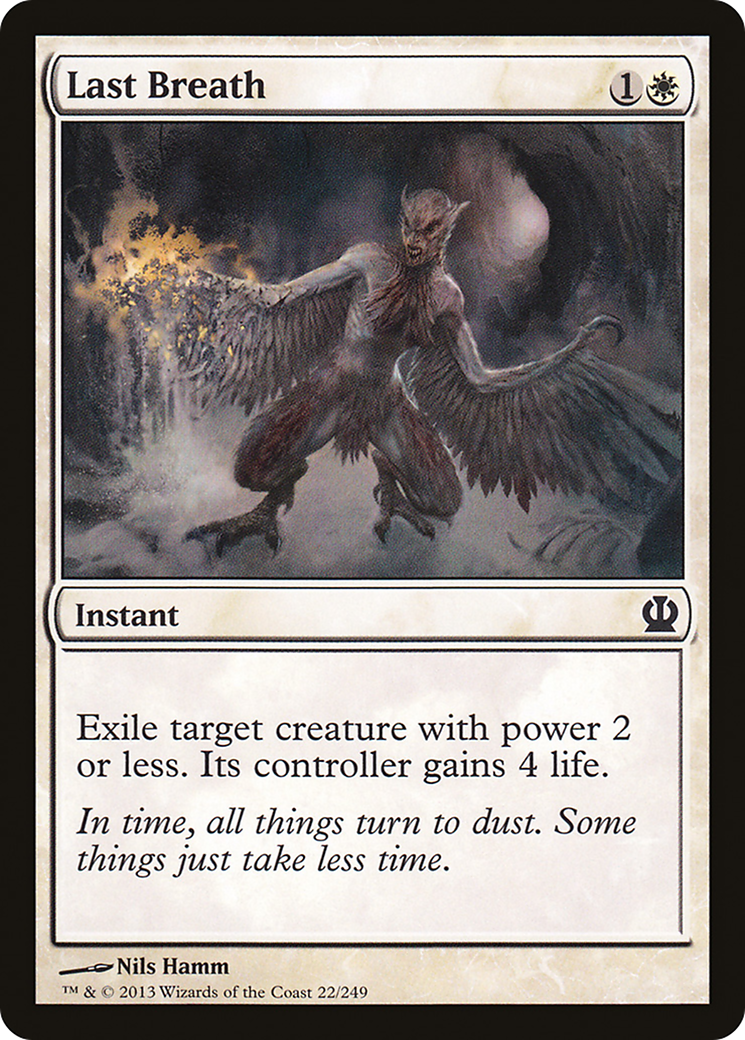 Last Breath 1
Instant
Exile target creature with power 2
or less. Its controller gains 4 life.
In time, all things turn to dust. Some
things just take less time.
Nils Hamm
™ & © 2013 Wizards of the Coast 22/249